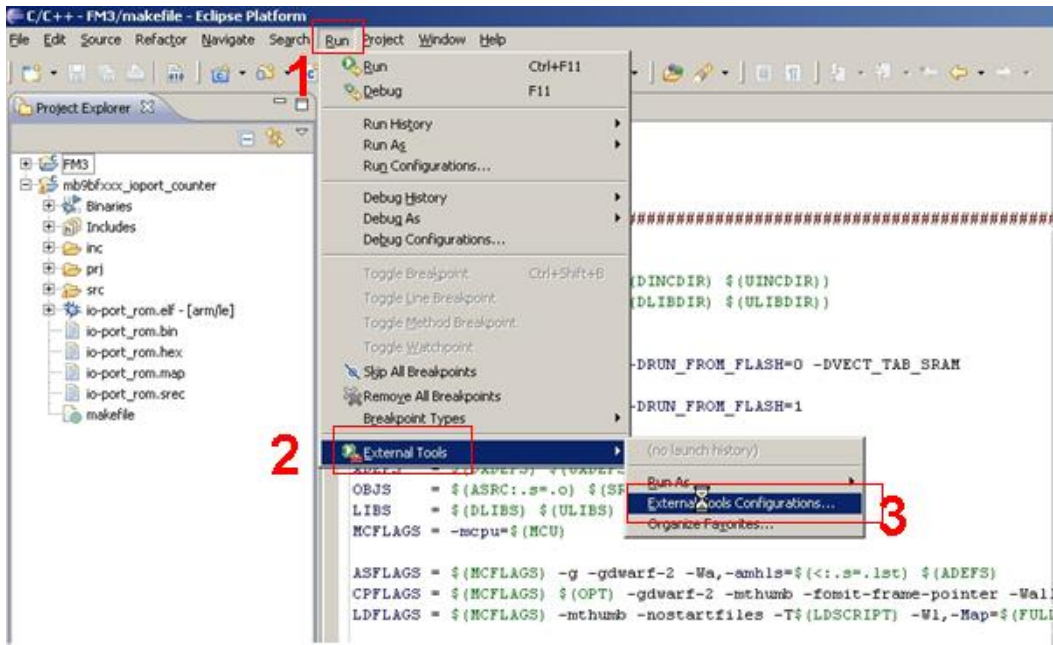 C/C++ - FM3/makefile - Eclipse Platform
File Edit Source Refactor Navigate Search Run Project Window Help
1
Project Explorer
FM3
mb9bfxxx_ioport_counter
Binaries
Includes
inc
prj
src
io-port_rom.elf - [arm/le]
io-port_rom.bin
io-port_rom.hex
io-port_rom.map
io-port_rom.srec
makefile
Run Ctrl+F11
Debug F11
Run History
Run As
Run Configurations...
Debug History
Debug As
Debug Configurations...
Toggle Breakpoint Ctrl+Shift+B
Toggle Line Breakpoint
Toggle Method Breakpoint
Toggle Watchpoint
Skip All Breakpoints
Remove All Breakpoints
Breakpoint Types
2
External Tools
(no launch history)
Run As
External Tools Configurations...
3
Organize Favorites...
(DINCDIR) $(UINCDIR))
(DLIBDIR) $(ULIBDIR))
-DRUN_FROM_FLASH=0 -DVECT_TAB_SRAM
-DRUN_FROM_FLASH=1
ADEFS = $(DADEFS) $(UADEFS
OBJS = $(ASRC:.s=.o) $(SR
LIBS = $(DLIBS) $(ULIBS)
MCFLAGS = -mcpu=$(MCU)
ASFLAGS = $(MCFLAGS) -g -gdwarf-2 -Wa,-amhls=$(<:.s=.lst) $(ADEFS)
CPFLAGS = $(MCFLAGS) $(OPT) -gdwarf-2 -mthumb -fomit-frame-pointer -Wall
LDFLAGS = $(MCFLAGS) -mthumb -nostartfiles -T$(LDSCRIPT) -Wl,-Map=$(FULL